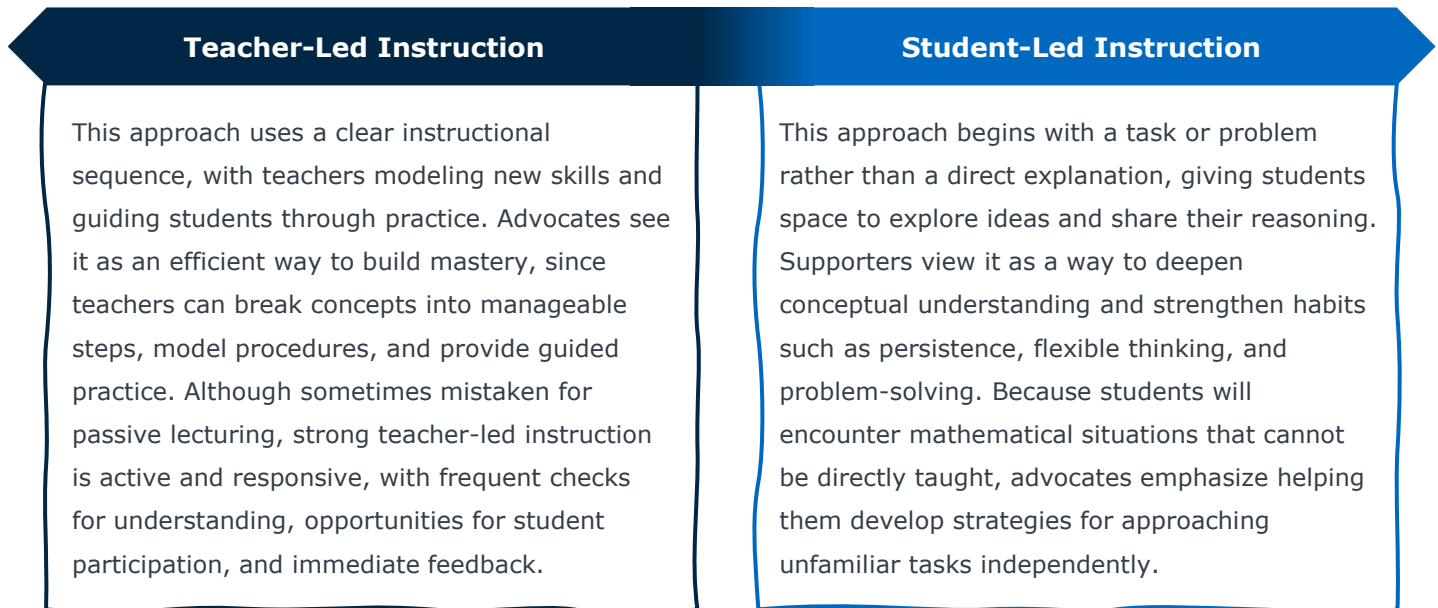 Teacher-Led Instruction
This approach uses a clear instructional
sequence, with teachers modeling new skills and
guiding students through practice. Advocates see
it as an efficient way to build mastery, since
teachers can break concepts into manageable
steps, model procedures, and provide guided
practice. Although sometimes mistaken for
passive lecturing, strong teacher-led instruction
is active and responsive, with frequent checks
for understanding, opportunities for student
participation, and immediate feedback.
Student-Led Instruction
This approach begins with a task or problem
rather than a direct explanation, giving students
space to explore ideas and share their reasoning.
Supporters view it as a way to deepen
conceptual understanding and strengthen habits
such as persistence, flexible thinking, and
problem-solving. Because students will
encounter mathematical situations that cannot
be directly taught, advocates emphasize helping
them develop strategies for approaching
unfamiliar tasks independently.